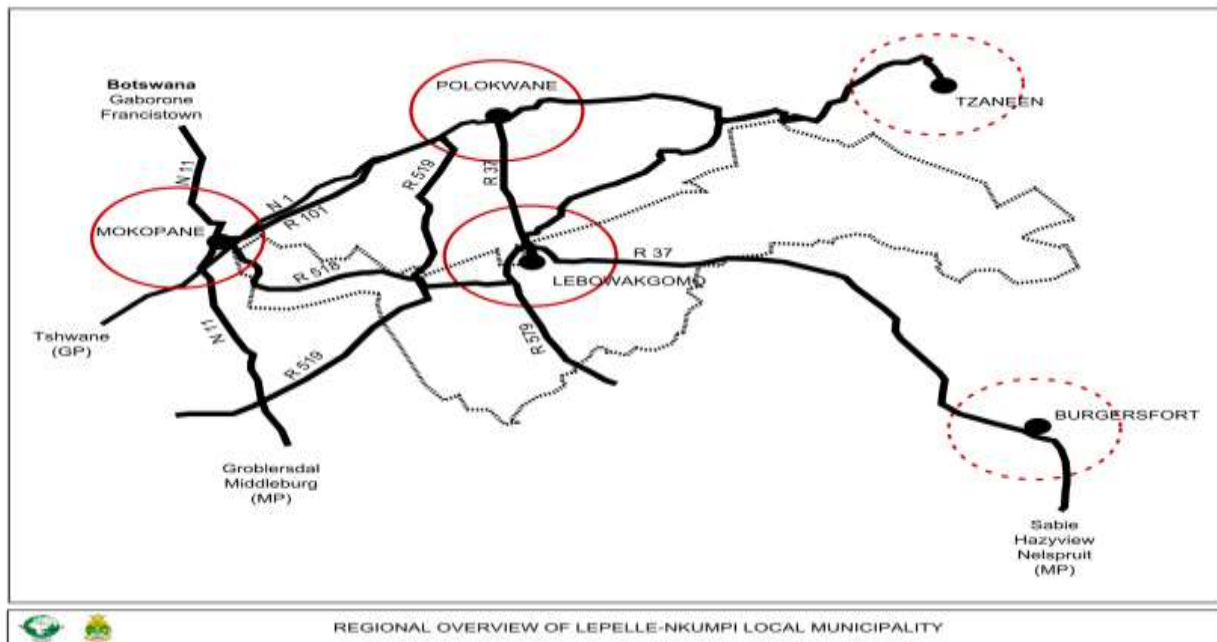 POLOKWANE
TZANEEN
Botswana
Gaborone
Francistown
N 11
N 1
R 101
R 519
R 37
MOKOPANE
R 518
R 37
LEBOWAKGOMO
Tshwane
(GP)
N 11
R 519
R 579
BURGERSFORT
Groblersdal
Middleburg
(MP)
Sabie
Hazyview
Nelspruit
(MP)
REGIONAL OVERVIEW OF LEPELLE-NKUMPI LOCAL MUNICIPALITY